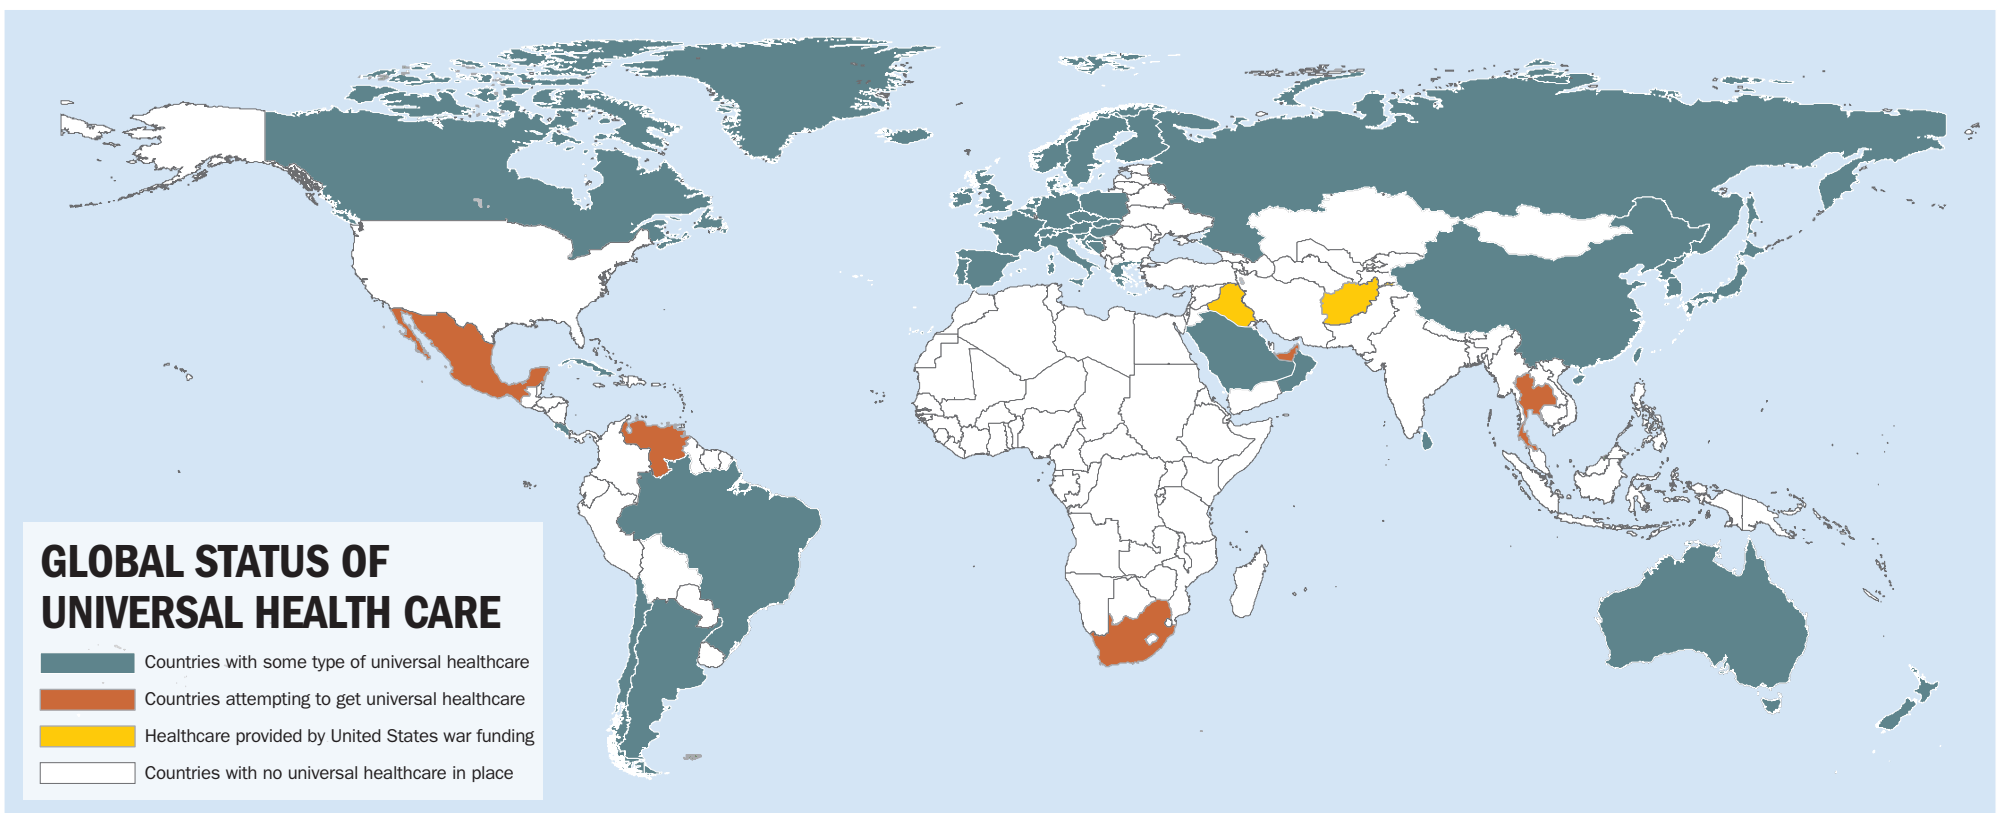 GLOBAL STATUS OF
UNIVERSAL HEALTH CARE
Countries with some type of universal healthcare
Countries attempting to get universal healthcare
Healthcare provided by United States war funding
Countries with no universal healthcare in place